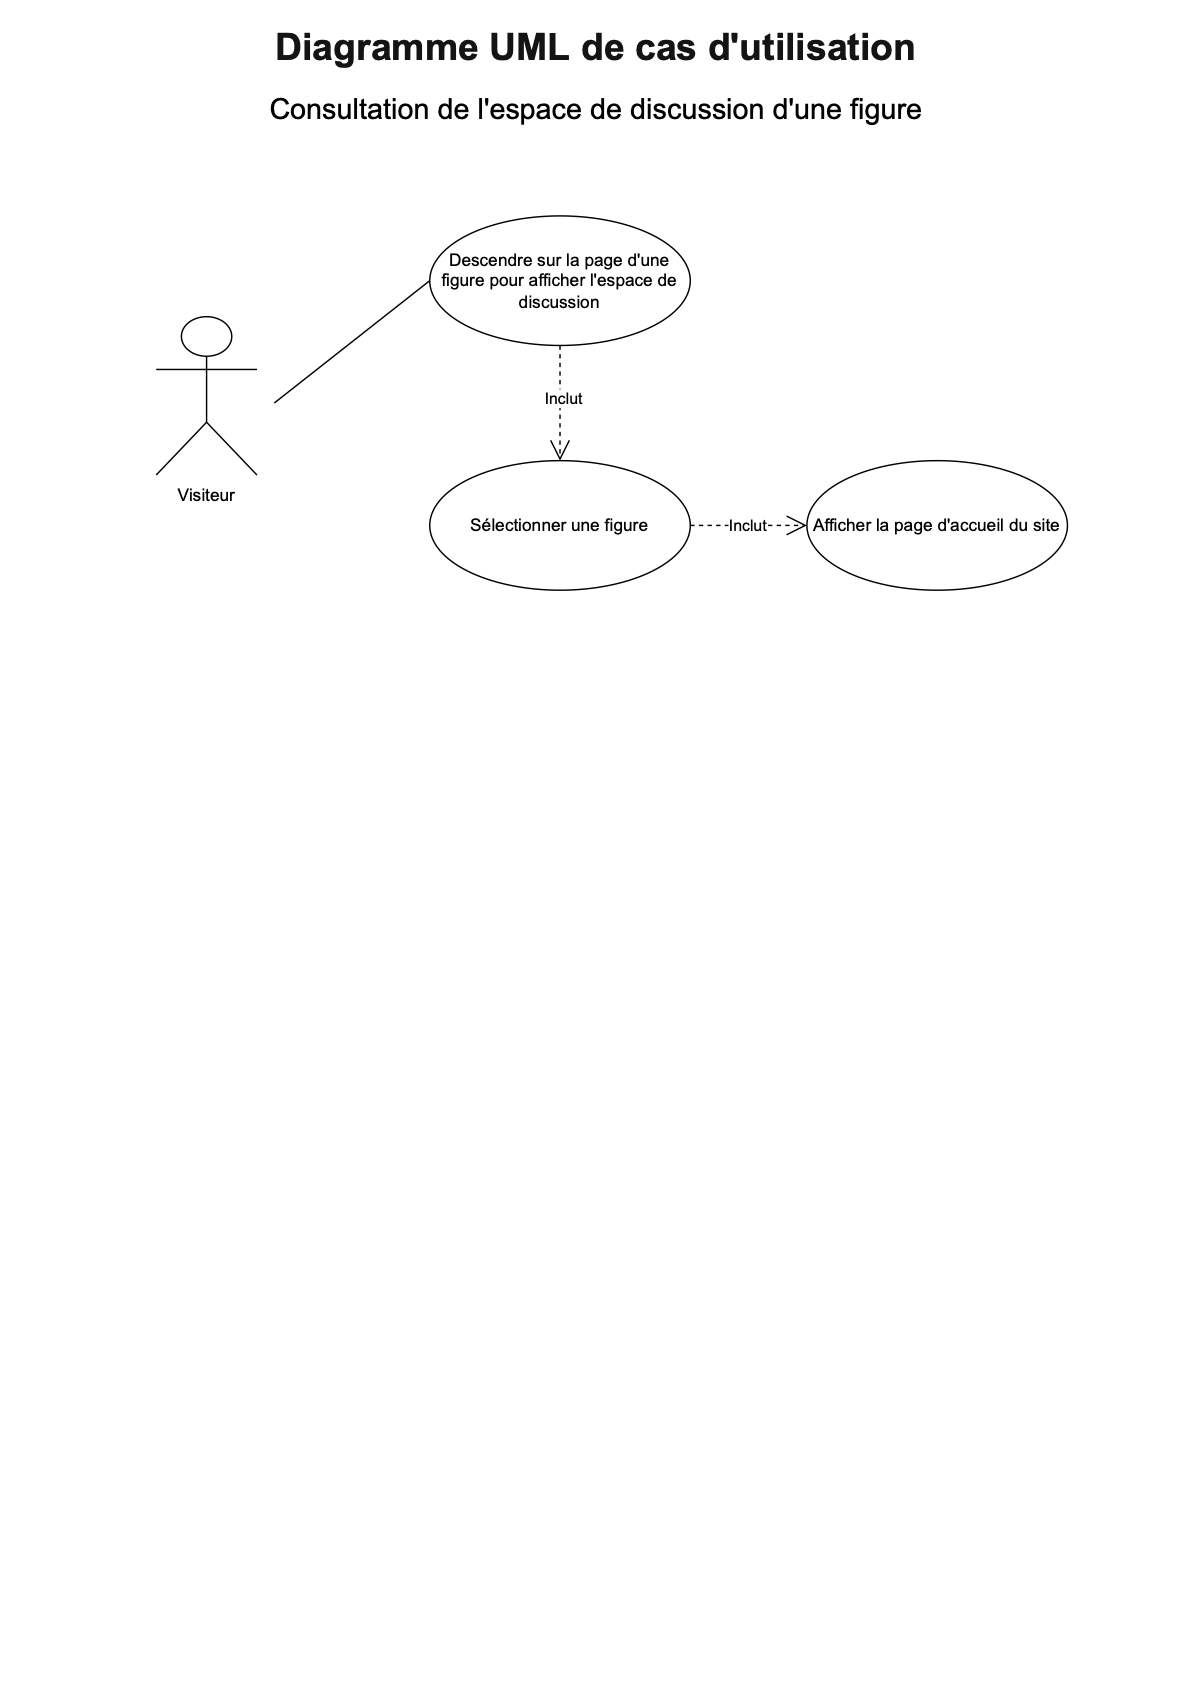 Diagramme UML de cas d'utilisation
Consultation de l'espace de discussion d'une figure
Descendre sur la page d'une
figure pour afficher l'espace de
discussion
Inclut
Visiteur
Sélectionner une figure
Inclut
Afficher la page d'accueil du site